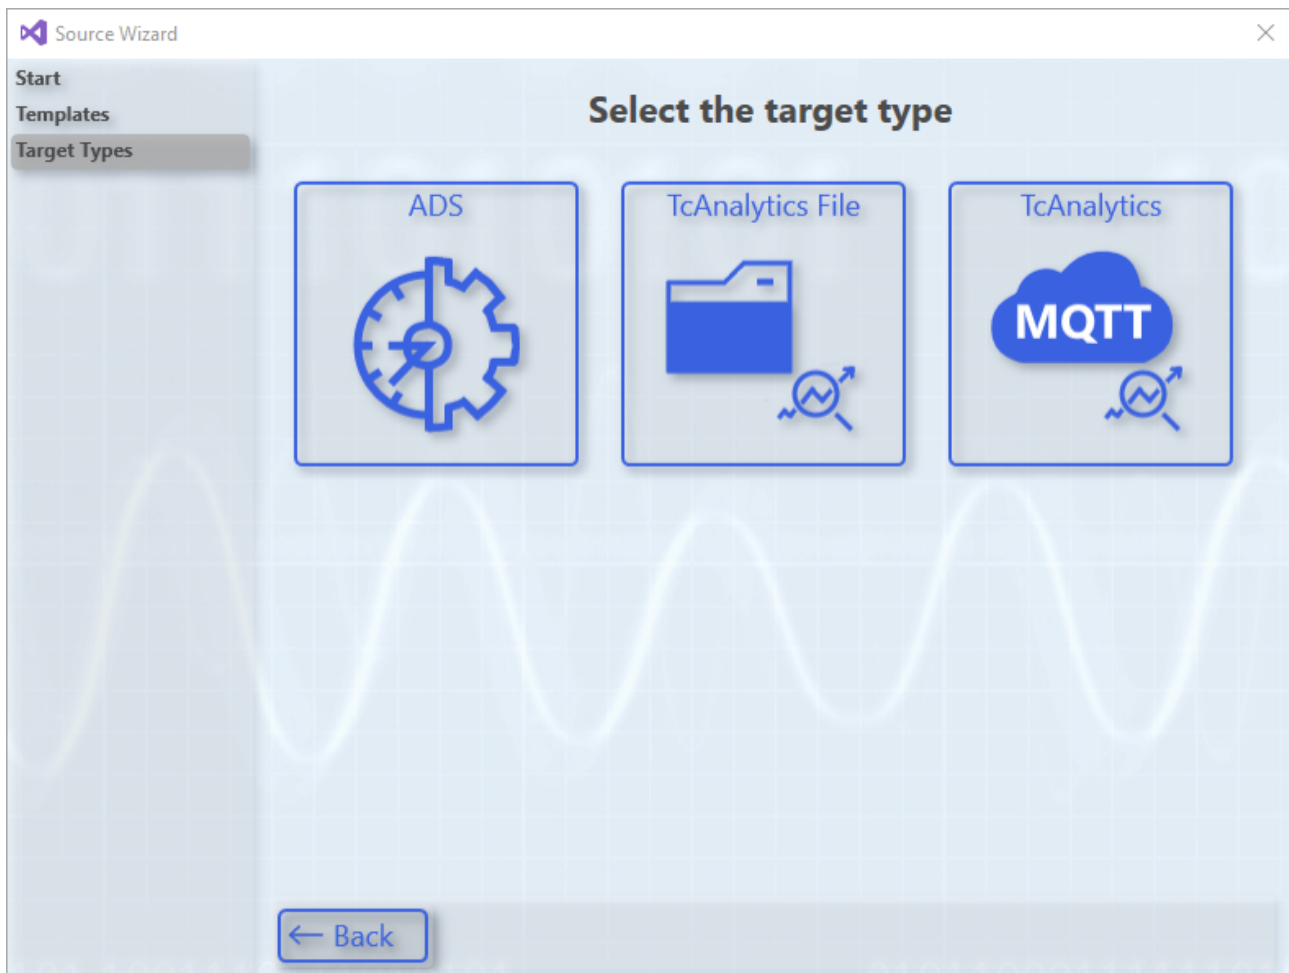 Source Wizard
Start
Templates
Target Types
Select the target type
ADS
TcAnalytics File
TcAnalytics
MQTT
← Back